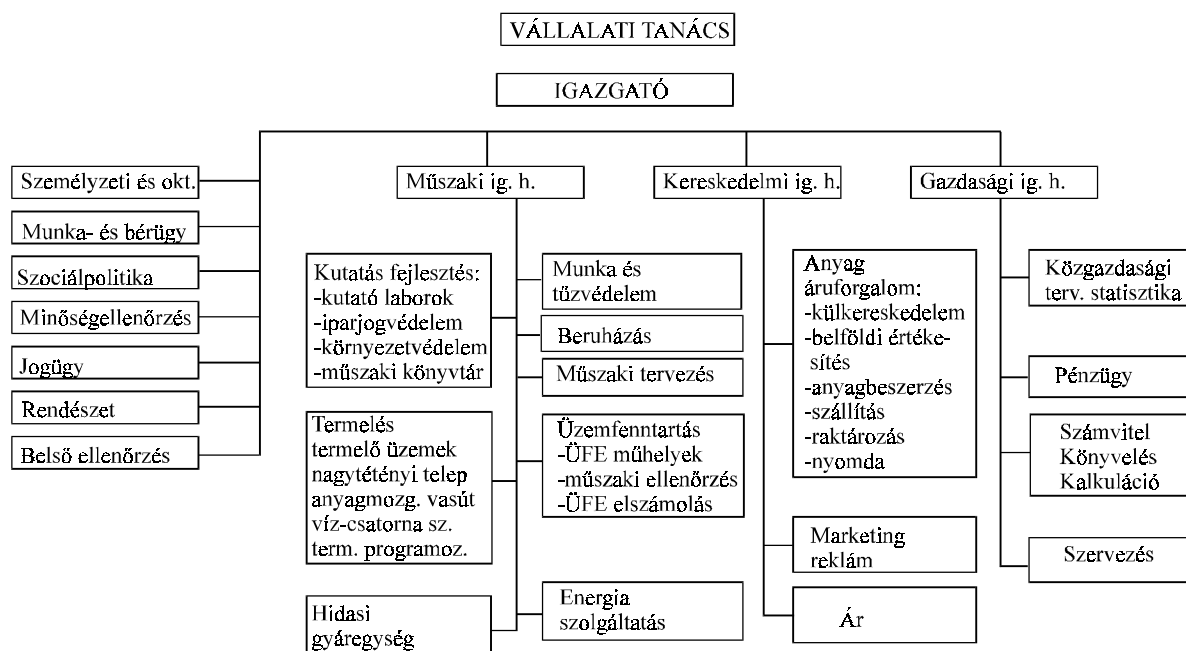 VÁLLALATI TANÁCS
IGAZGATÓ
Személyzeti és okt.
Munka- és bérügy
Szociálpolitika
Minőségellenőrzés
Jogügy
Rendészet
Belső ellenőrzés
Műszaki ig. h.
Kutatás fejlesztés:
-kutató laborok
-iparjogvédelem
-környezetvédelem
-műszaki könyvtár
Termelés
termelő üzemek
nagytétényi telep
anyagmozg. vasút
víz-csatorna sz.
term. programoz.
Hidasi
gyáregység
Munka és
tűzvédelem
Beruházás
Műszaki tervezés
Üzemfenntartás
-ÜFE műhelyek
-műszaki ellenőrzés
-ÜFE elszámolás
Energia
szolgáltatás
Kereskedelmi ig. h.
Anyag
áruforgalom:
-külkereskedelem
-belföldi értéke-
sítés
-anyagbeszerzés
-szállítás
-raktározás
-nyomda
Marketing
reklám
Ár
Gazdasági ig. h.
Közgazdasági
terv. statisztika
Pénzügy
Számvitel
Könyvelés
Kalkuláció
Szervezés